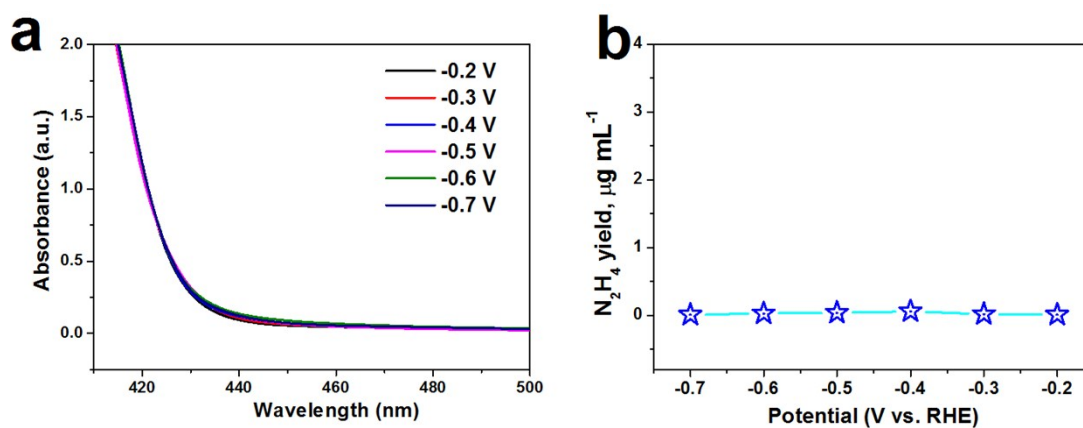 a
2.0
1.5
1.0
0.5
0.0
Absorbance (a.u.)
-0.2 V
-0.3 V
-0.4 V
-0.5 V
-0.6 V
-0.7 V
420
440
460
480
500
Wavelength (nm)
b
4
3
2
1
0
N₂H₄ yield, μg mL⁻¹
-0.7
-0.6
-0.5
-0.4
-0.3
-0.2
Potential (V vs. RHE)